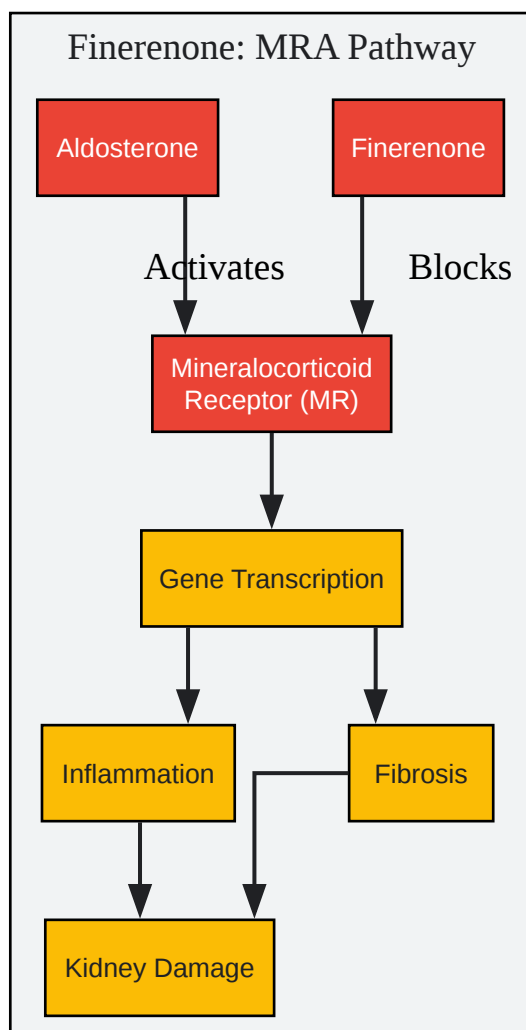 Finerenone: MRA Pathway
Aldosterone
Finerenone
Activates
Blocks
Mineralocorticoid
Receptor (MR)
Gene Transcription
Inflammation
Fibrosis
Kidney Damage